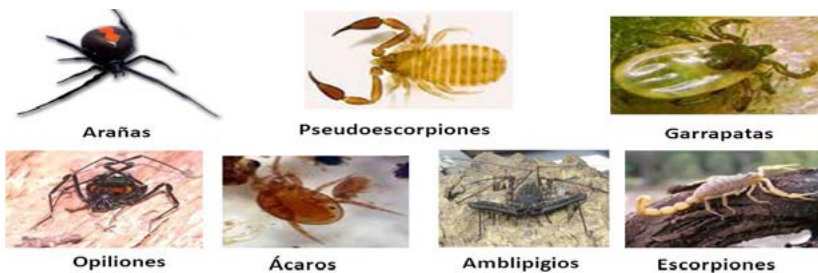 Arañas
Pseudoescorpiones
Garrapatas
Opiliones
Ácaros
Amblipigios
Escorpiones